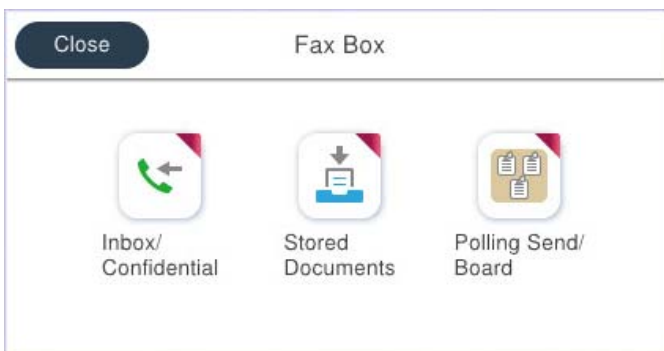 Close
Fax Box
Inbox/
Confidential
Stored
Documents
Polling Send/
Board